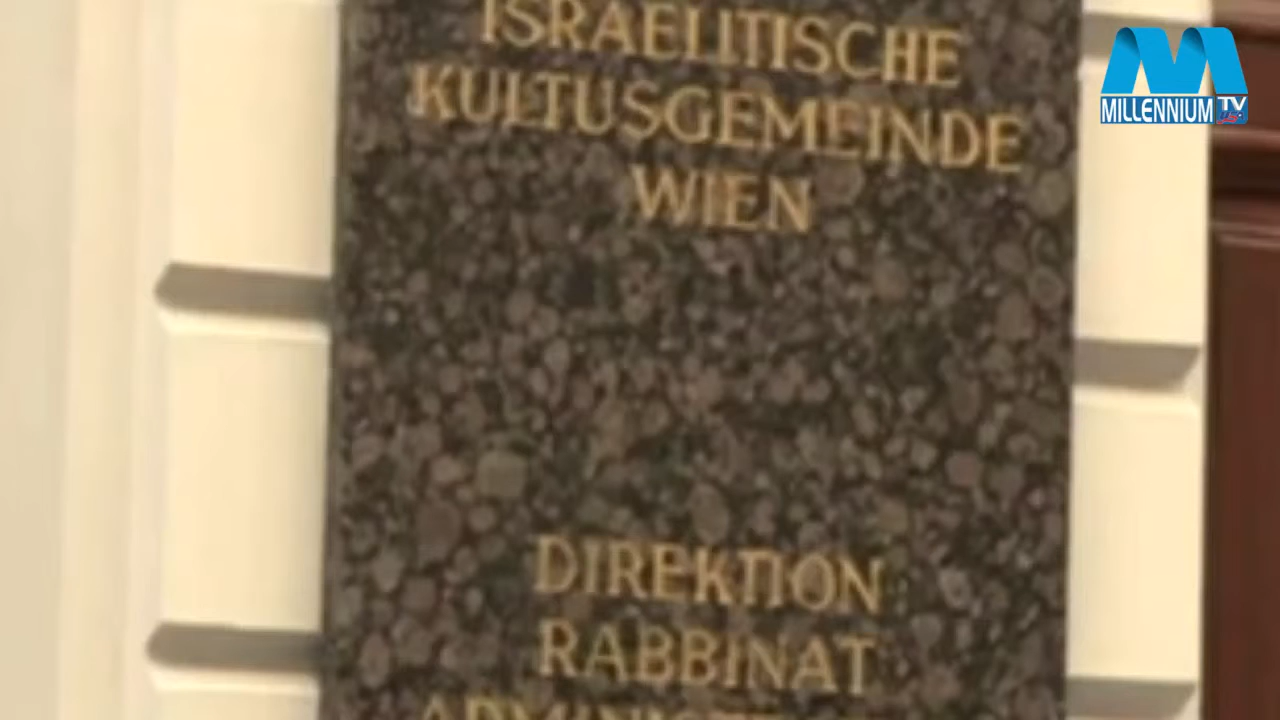 ISRAELITISCHE
KULTUSGEMEINDE
WIEN
DIREKTION
RABBINAT
MILLENNIUM TV